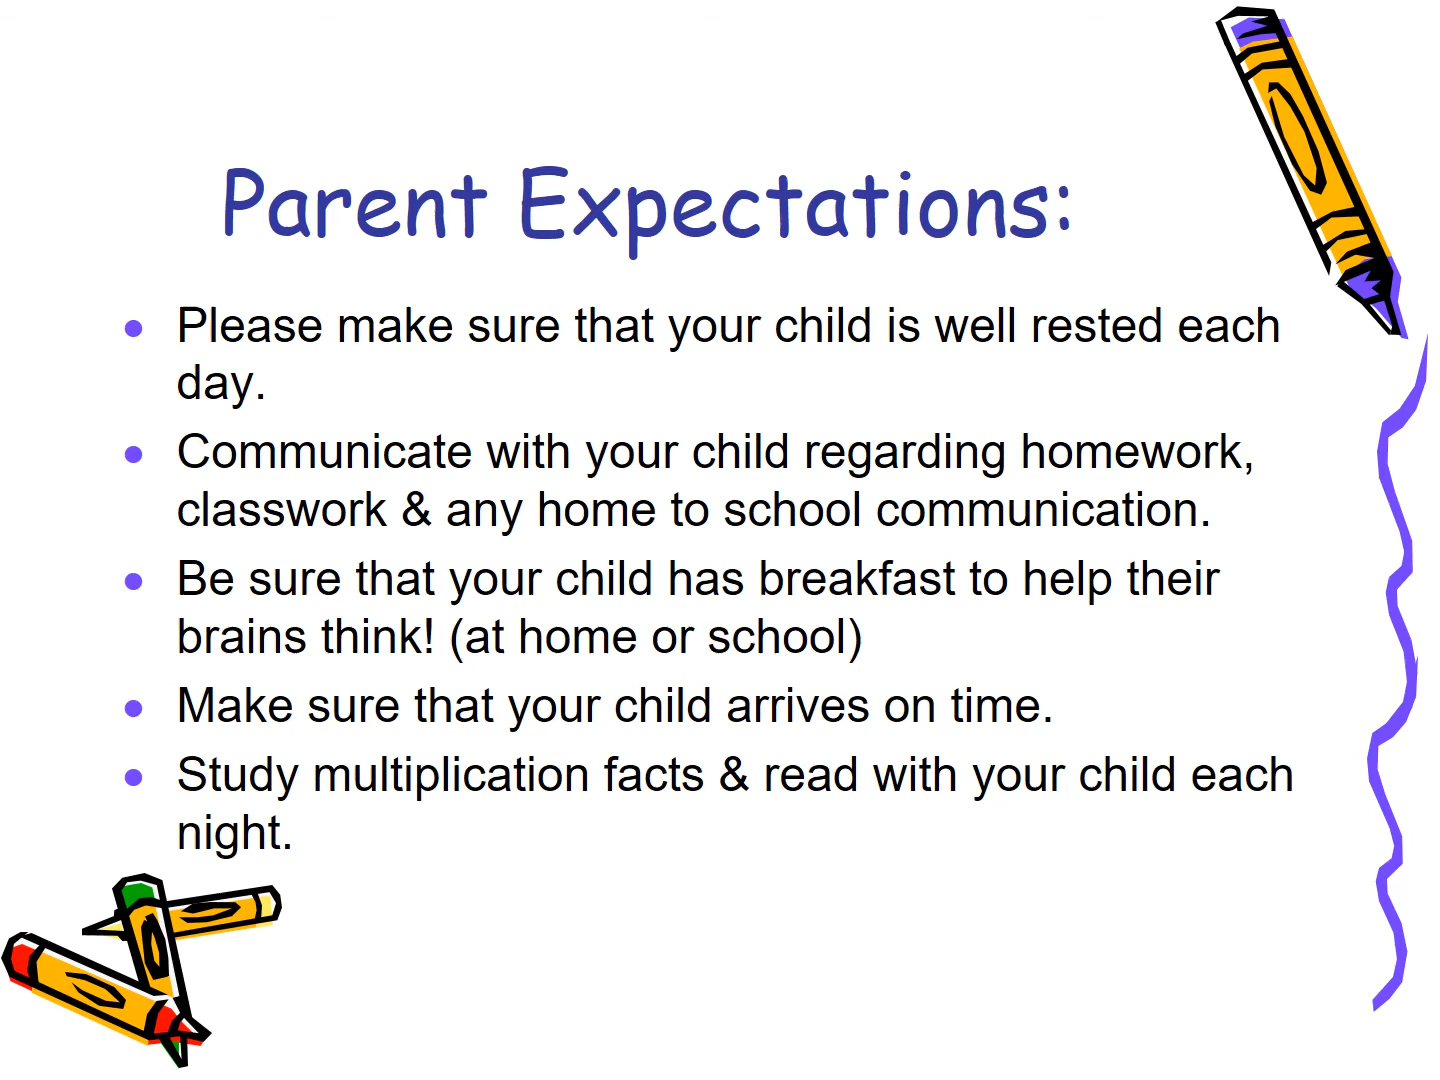 Parent Expectations:
• Please make sure that your child is well rested each
day.
• Communicate with your child regarding homework,
classwork & any home to school communication.
• Be sure that your child has breakfast to help their
brains think! (at home or school)
• Make sure that your child arrives on time.
• Study multiplication facts & read with your child each
night.